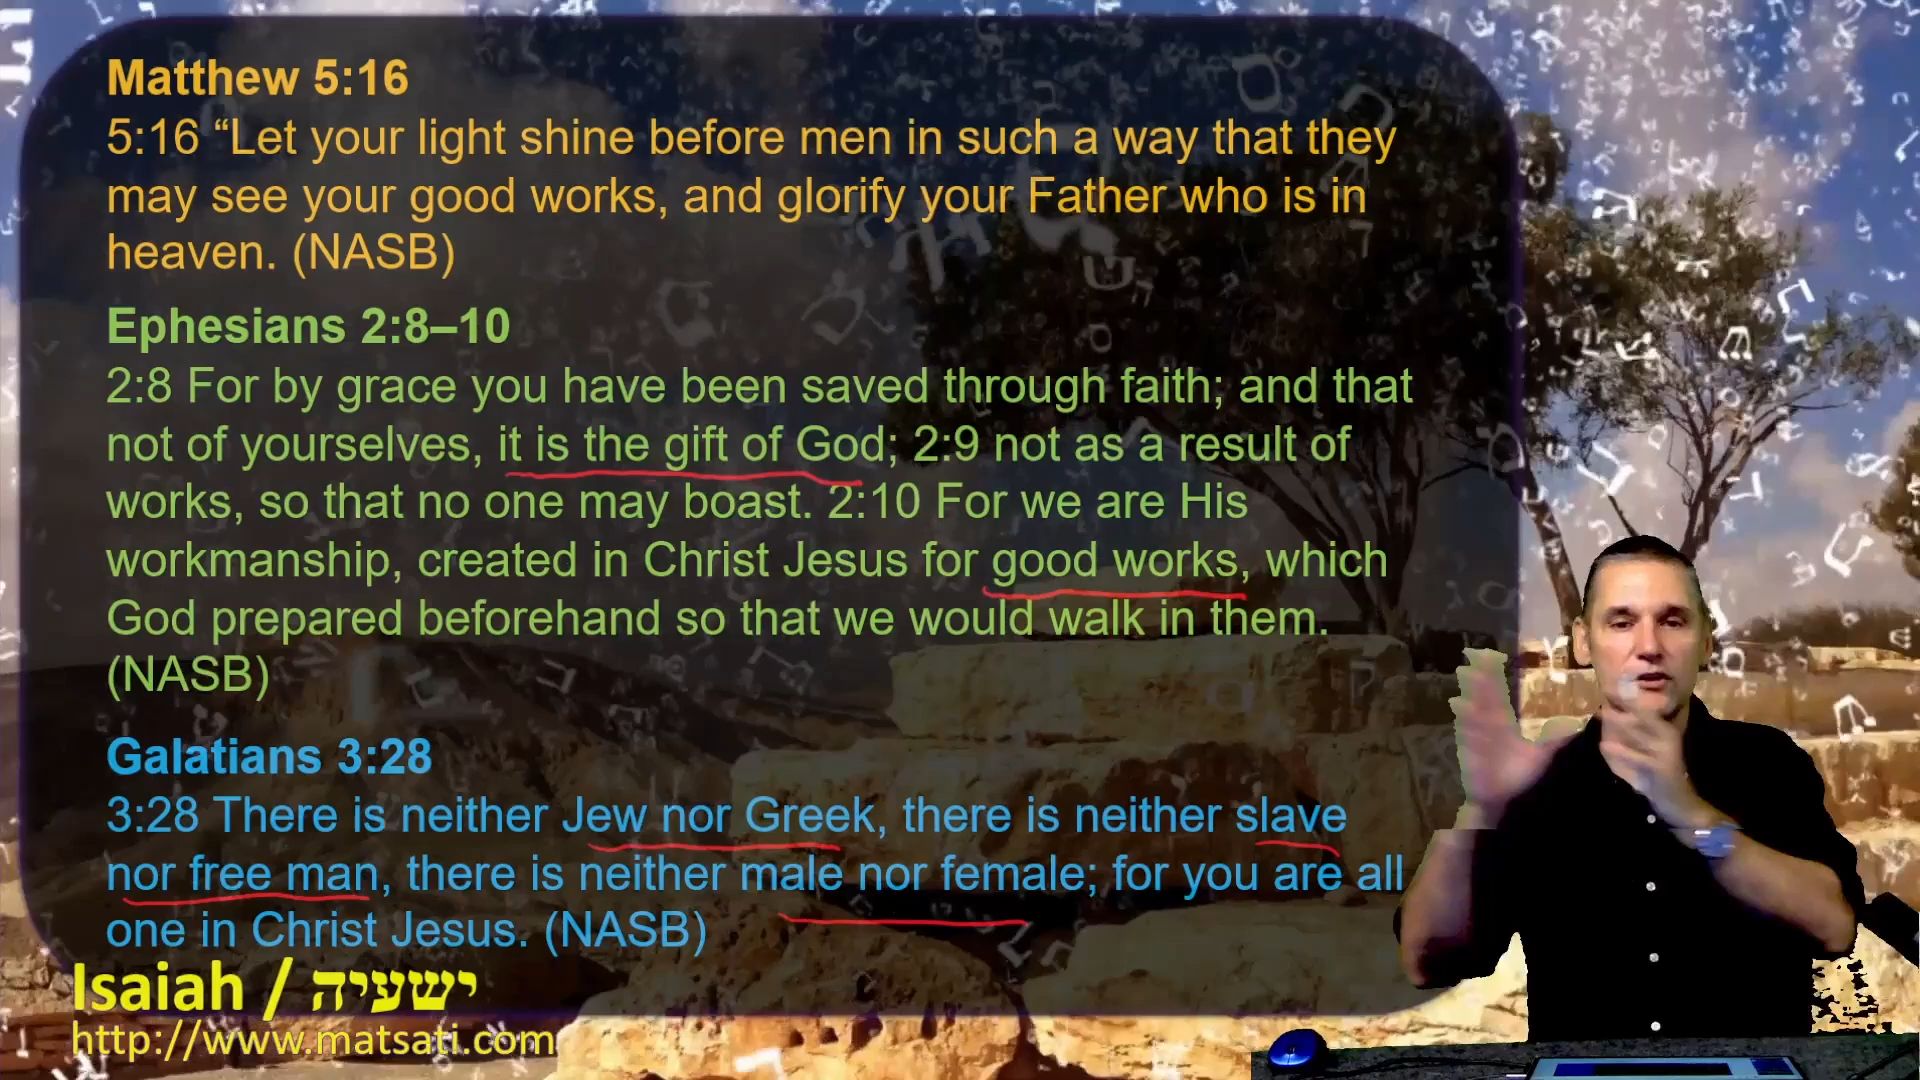 Matthew 5:16
5:16 “Let your light shine before men in such a way that they
may see your good works, and glorify your Father who is in
heaven. (NASB)
Ephesians 2:8–10
2:8 For by grace you have been saved through faith; and that
not of yourselves, it is the gift of God; 2:9 not as a result of
works, so that no one may boast. 2:10 For we are His
workmanship, created in Christ Jesus for good works, which
God prepared beforehand so that we would walk in them.
(NASB)
Galatians 3:28
3:28 There is neither Jew nor Greek, there is neither slave
nor free man, there is neither male nor female; for you are all
one in Christ Jesus. (NASB)
Isaiah / ישעיה
http://www.matsati.com